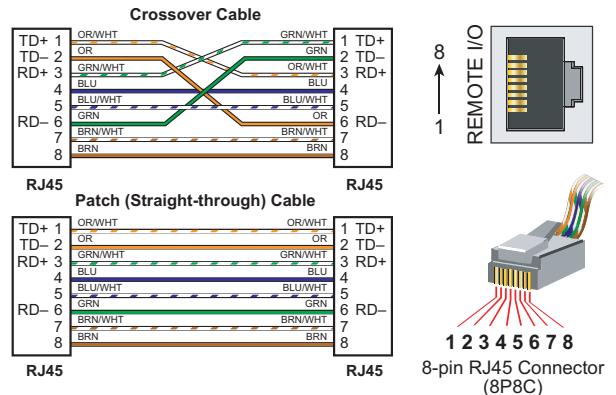 Crossover Cable
TD+ 1 OR/WHT GRN/WHT 1 TD+
TD– 2 OR GRN 2 TD–
RD+ 3 GRN/WHT OR/WHT 3 RD+
4 BLU BLU 4
5 BLU/WHT BLU/WHT 5
RD– 6 GRN OR 6 RD–
7 BRN/WHT BRN/WHT 7
8 BRN BRN 8
RJ45 RJ45
8
1
REMOTE I/O
Patch (Straight-through) Cable
TD+ 1 OR/WHT OR/WHT 1 TD+
TD– 2 OR OR 2 TD–
RD+ 3 GRN/WHT GRN/WHT 3 RD+
4 BLU BLU 4
5 BLU/WHT BLU/WHT 5
RD– 6 GRN GRN 6 RD–
7 BRN/WHT BRN/WHT 7
8 BRN BRN 8
RJ45 RJ45
1 2 3 4 5 6 7 8
8-pin RJ45 Connector
(8P8C)